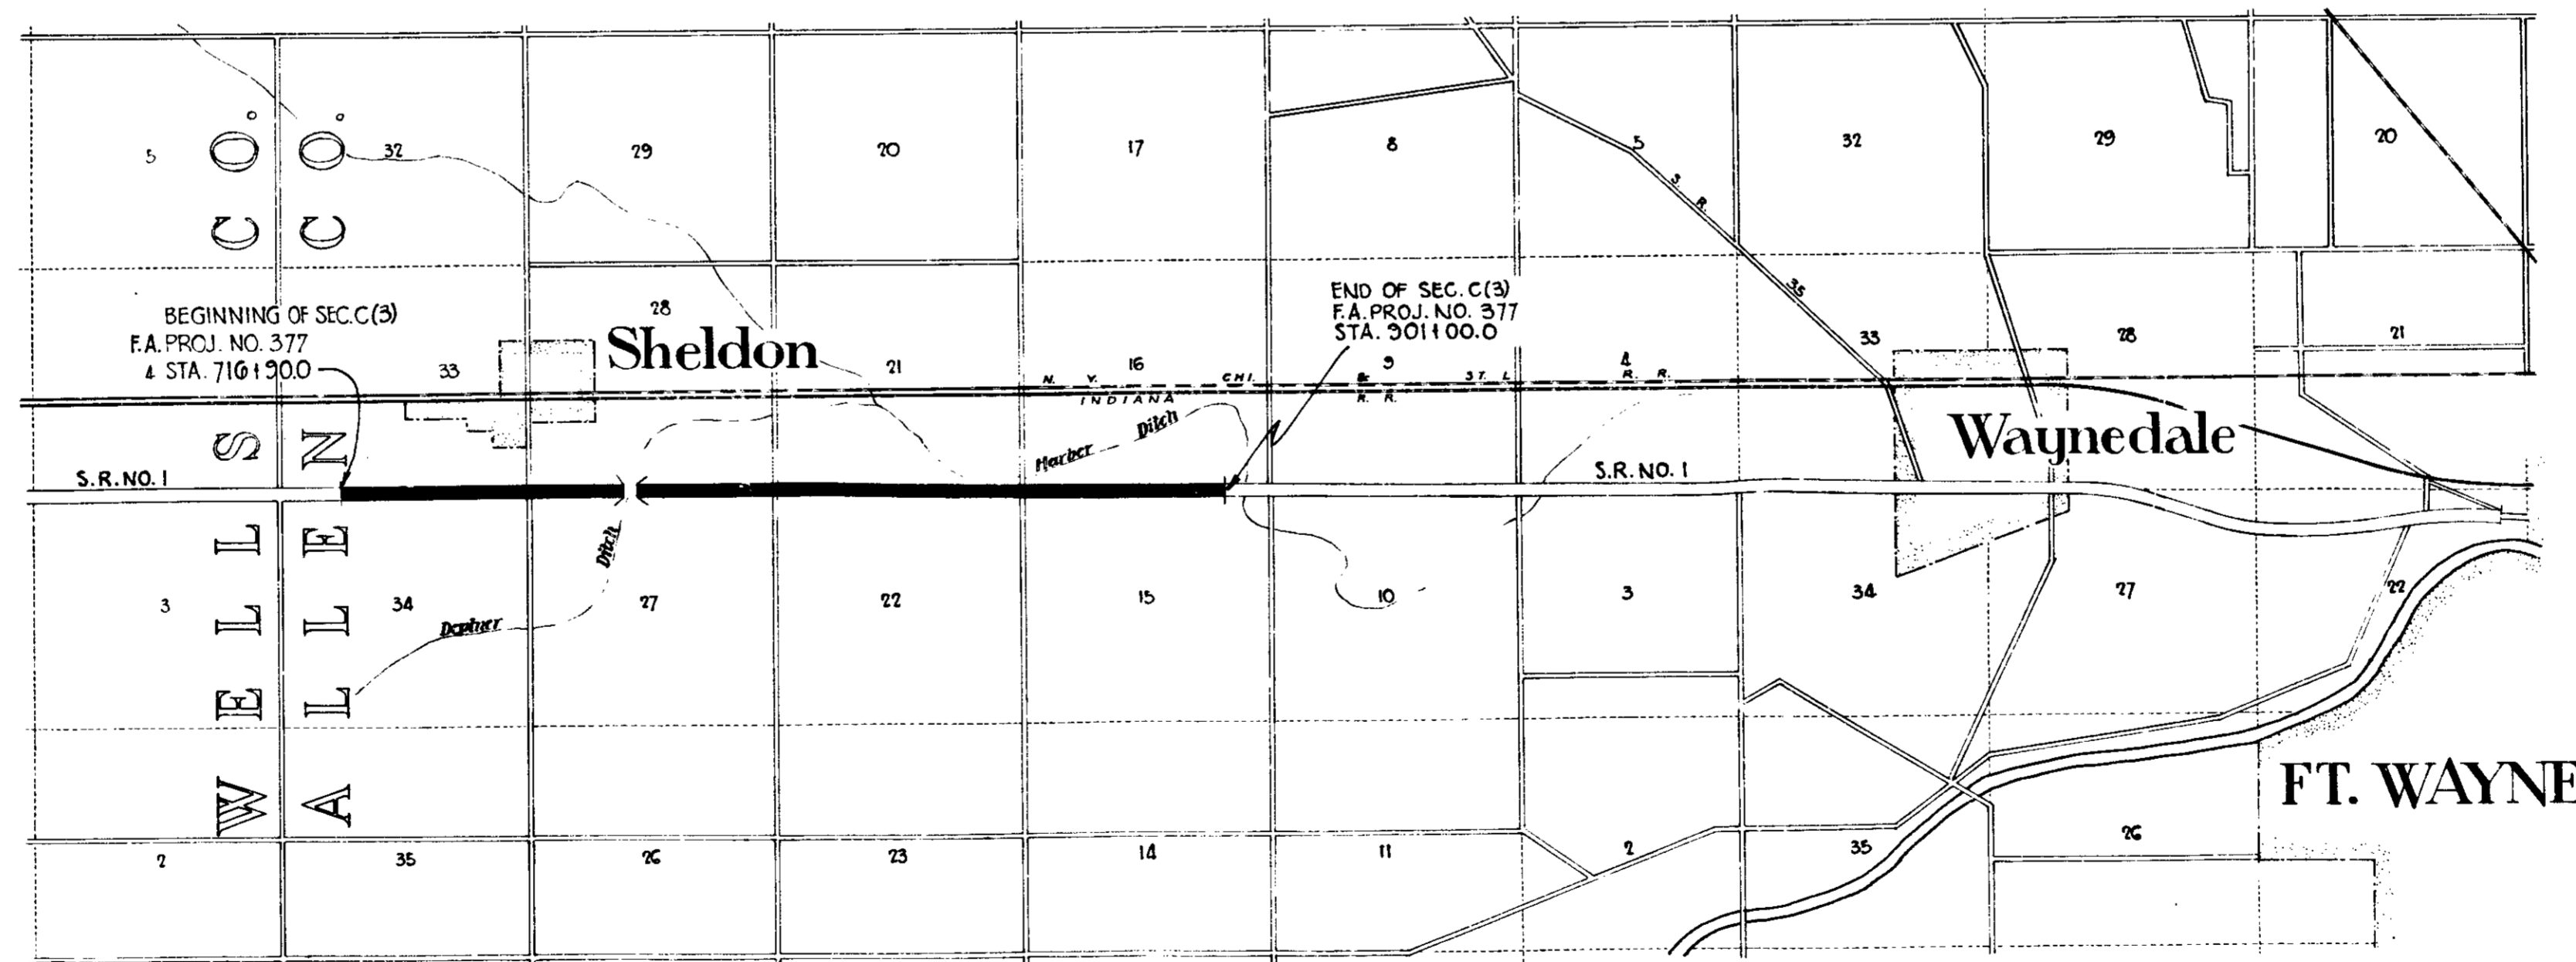 5
32
29
20
17
8
5
32
29
20
S. R.
35
WELLS CO.
ALLEN CO.
BEGINNING OF SEC. C(3)
F.A. PROJ. NO. 377
STA. 716+90.0
28
Sheldon
33
21
16
9
4
33
28
21
END OF SEC. C(3)
F.A. PROJ. NO. 377
STA. 901+00.0
N. Y. CHI. & ST. L R. R.
INDIANA R. R.
Harber Ditch
Waynedale
S.R. NO. 1
S.R. NO. 1
3
34
Ditch
Dephner
27
22
15
10
3
34
27
22
FT. WAYNE
2
35
26
23
14
11
2
35
26